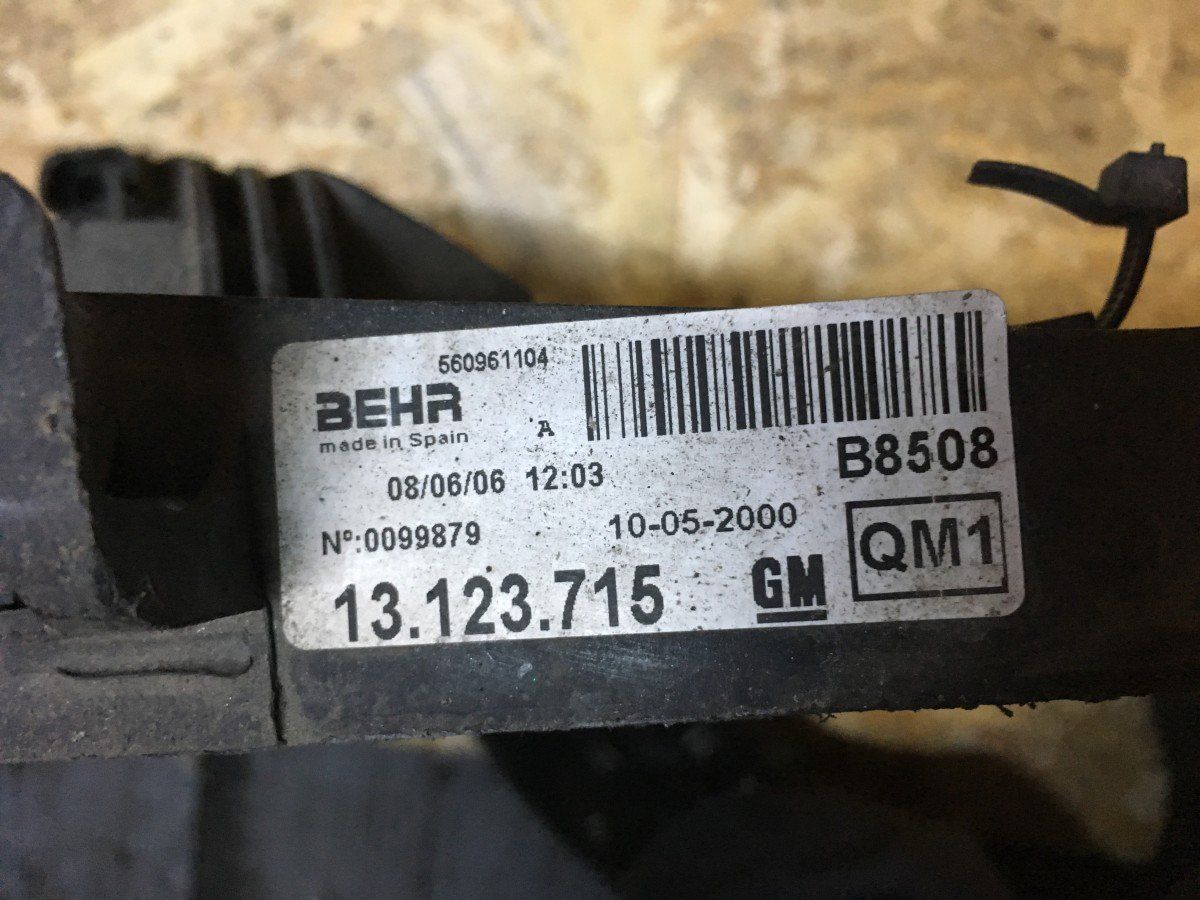 560961104
BEHR
made in Spain
A
B8508
08/06/06 12:03
Nº:0099879
10-05-2000
QM1
13.123.715
GM